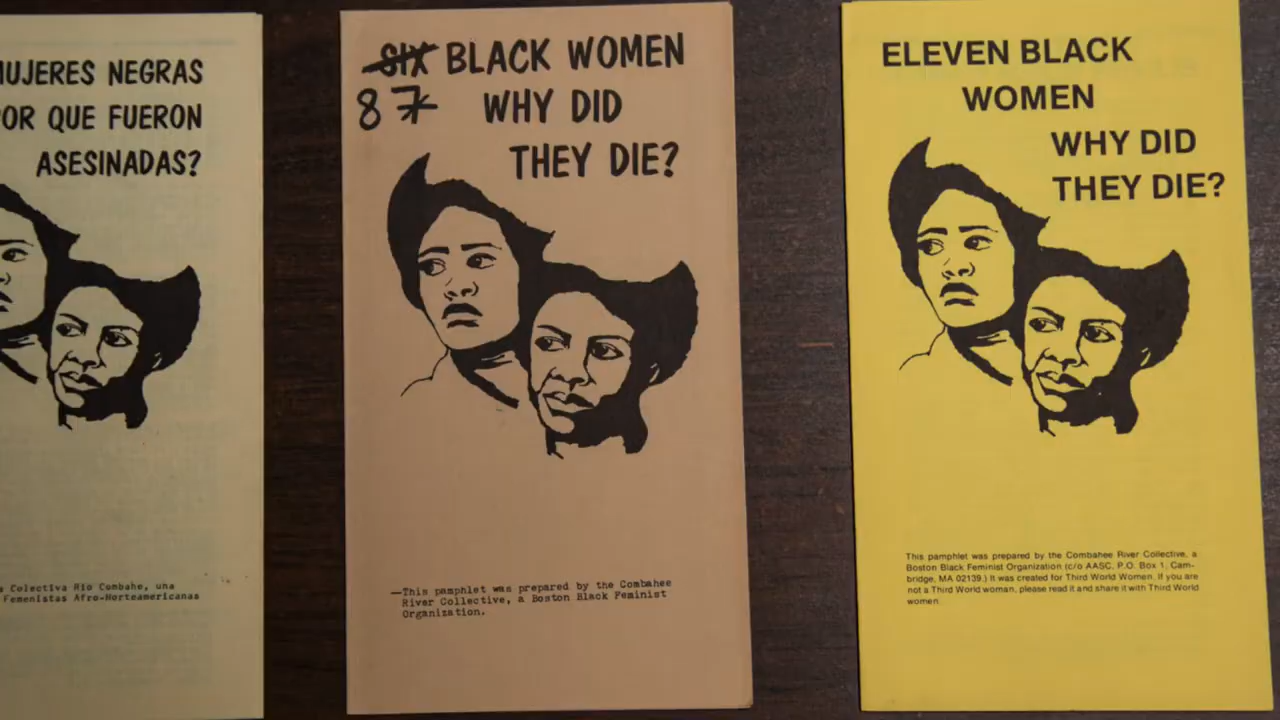 MUJERES NEGRAS
POR QUE FUERON
ASESINADAS?
Colectiva Rio Combahe, una
Femenistas Afro-Norteamericanas
SIX BLACK WOMEN
8 7 WHY DID
THEY DIE?
—This pamphlet was prepared by the Combahee
River Collective, a Boston Black Feminist
Organization.
ELEVEN BLACK
WOMEN
WHY DID
THEY DIE?
This pamphlet was prepared by the Combahee River Collective, a
Boston Black Feminist Organization (c/o AASC, P.O. Box 1, Cam-
bridge, MA 02139.) It was created for Third World Women. If you are
not a Third World woman, please read it and share it with Third World
women.